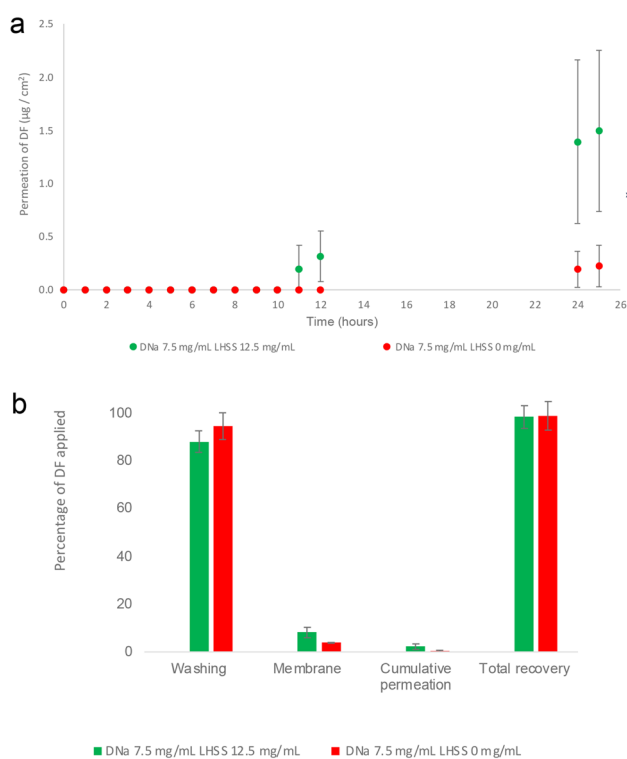 a
Permeation of DF (µg / cm²)
2.5
2.0
1.5
1.0
0.5
0.0
0 2 4 6 8 10 12 14 16 18 20 22 24 26
Time (hours)
DNa 7.5 mg/mL LHSS 12.5 mg/mL DNa 7.5 mg/mL LHSS 0 mg/mL
b
Percentage of DF applied
100
80
60
40
20
0
Washing Membrane Cumulative permeation Total recovery
DNa 7.5 mg/mL LHSS 12.5 mg/mL DNa 7.5 mg/mL LHSS 0 mg/mL